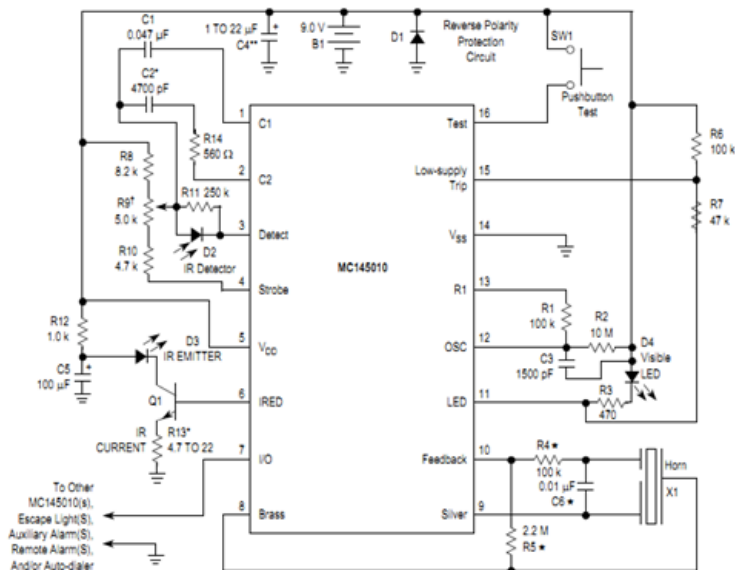 C1
0.047 µF
1 TO 22 µF
C4**
9.0 V
B1
D1
Reverse Polarity
Protection
Circuit
SW1
Pushbutton
Test
C2*
4700 pF
R14
560 Ω
1
C1
2
C2
R8
8.2 k
R9†
5.0 k
R10
4.7 k
R11 250 k
D2
IR Detector
3
Detect
4
Strobe
MC145010
16
Test
15
Low-supply
Trip
14
VSS
13
R1
12
OSC
11
LED
10
Feedback
9
Silver
R6
100 k
R7
47 k
R1
100 k
R2
10 M
C3
1500 pF
D4
Visible
LED
R3
470
R12
1.0 k
C5
100 µF
D3
IR EMITTER
5
VDD
Q1
6
IRED
IR
CURRENT
R13*
4.7 TO 22
7
I/O
8
Brass
R4★
100 k
0.01 µF
C6★
Horn
X1
2.2 M
R5★
To Other
MC145010(s),
Escape Light(S),
Auxiliary Alarm(S),
Remote Alarm(S),
And/or Auto-dialer
+
+